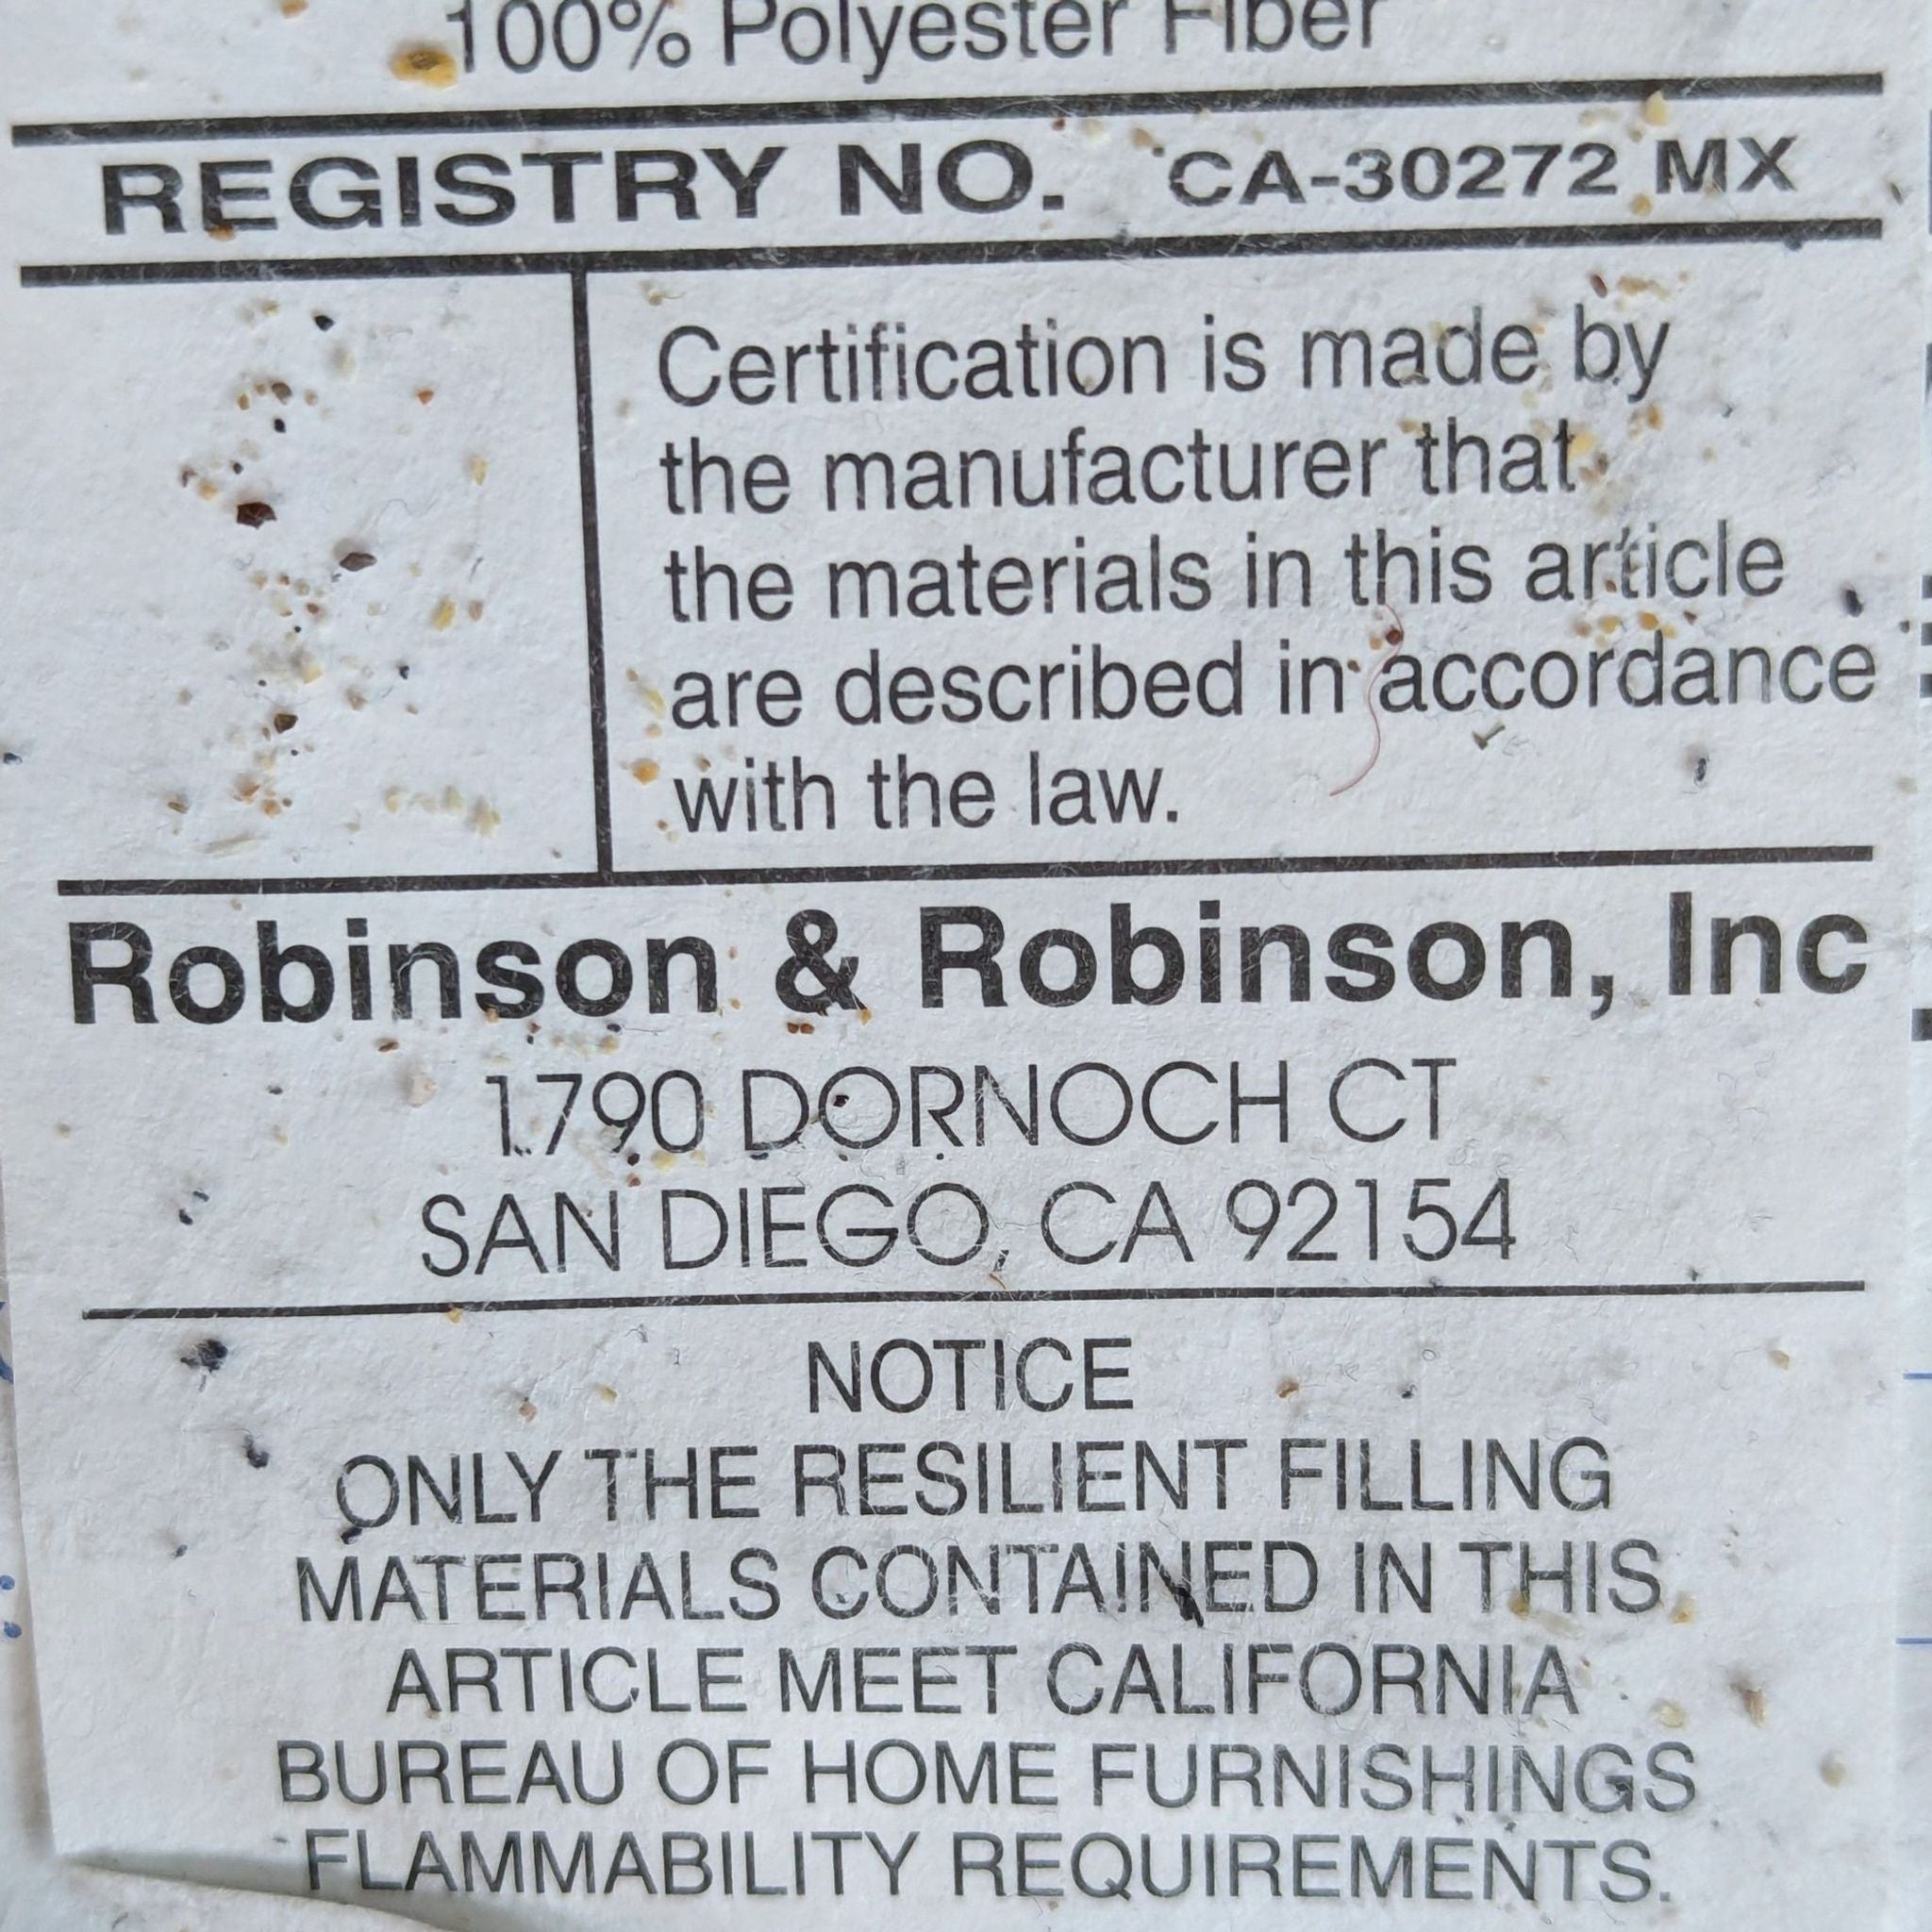 100% Polyester Fiber
REGISTRY NO. CA-30272 MX
Certification is made by
the manufacturer that
the materials in this article
are described in accordance
with the law.
Robinson & Robinson, Inc
1790 DORNOCH CT
SAN DIEGO, CA 92154
NOTICE
ONLY THE RESILIENT FILLING
MATERIALS CONTAINED IN THIS
ARTICLE MEET CALIFORNIA
BUREAU OF HOME FURNISHINGS
FLAMMABILITY REQUIREMENTS.